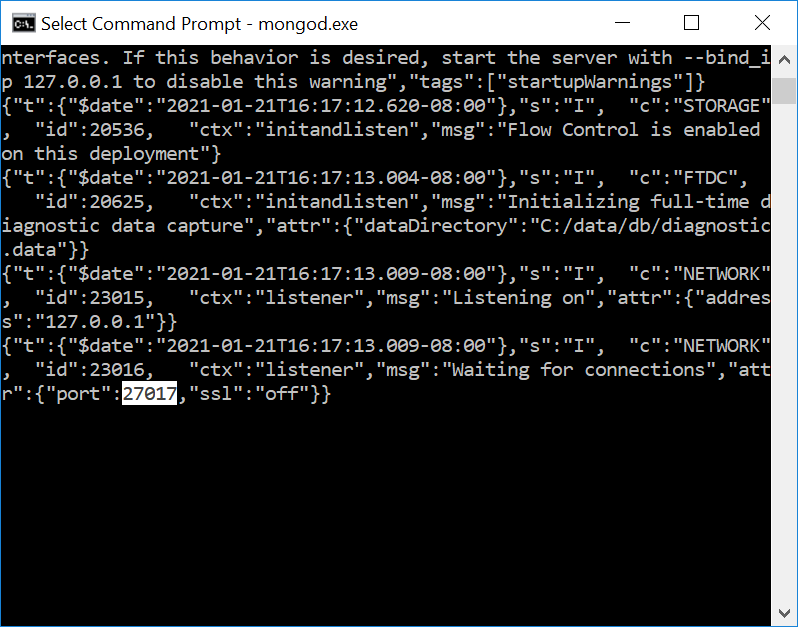 Select Command Prompt - mongod.exe
nterfaces. If this behavior is desired, start the server with --bind_i
p 127.0.0.1 to disable this warning","tags":["startupWarnings"]}
{"t":{"$date":"2021-01-21T16:17:12.620-08:00"},"s":"I",  "c":"STORAGE"
,  "id":20536,   "ctx":"initandlisten","msg":"Flow Control is enabled
on this deployment"}
{"t":{"$date":"2021-01-21T16:17:13.004-08:00"},"s":"I",  "c":"FTDC",
   "id":20625,   "ctx":"initandlisten","msg":"Initializing full-time d
iagnostic data capture","attr":{"dataDirectory":"C:/data/db/diagnostic
.data"}}
{"t":{"$date":"2021-01-21T16:17:13.009-08:00"},"s":"I",  "c":"NETWORK"
,  "id":23015,   "ctx":"listener","msg":"Listening on","attr":{"addres
s":"127.0.0.1"}}
{"t":{"$date":"2021-01-21T16:17:13.009-08:00"},"s":"I",  "c":"NETWORK"
,  "id":23016,   "ctx":"listener","msg":"Waiting for connections","att
r":{"port":27017,"ssl":"off"}}